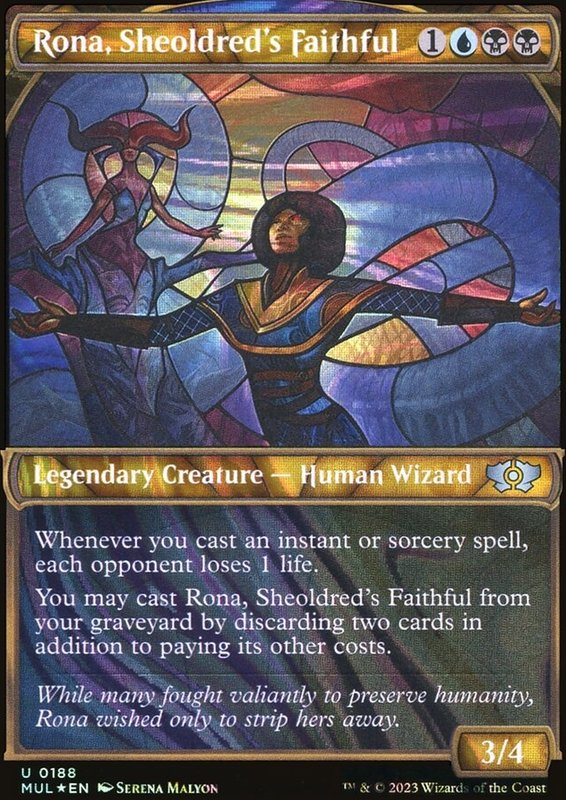 Rona, Sheoldred's Faithful 1
Legendary Creature — Human Wizard
Whenever you cast an instant or sorcery spell,
each opponent loses 1 life.
You may cast Rona, Sheoldred's Faithful from
your graveyard by discarding two cards in
addition to paying its other costs.
While many fought valiantly to preserve humanity,
Rona wished only to strip hers away.
3/4
U 0188
MUL★EN Serena Malyon
™ & © 2023 Wizards of the Coast